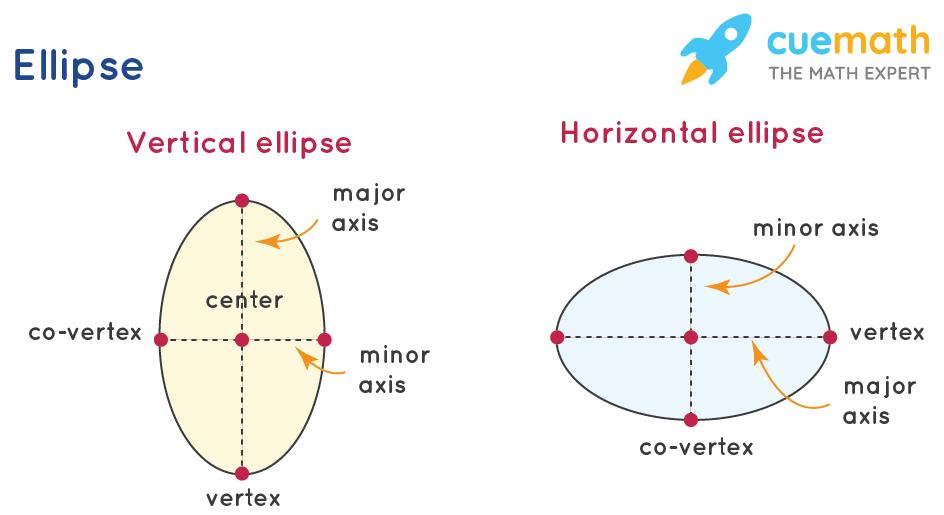 Ellipse
cuemath
THE MATH EXPERT
Vertical ellipse
major
axis
center
co-vertex
minor
axis
vertex
Horizontal ellipse
minor axis
vertex
major
axis
co-vertex